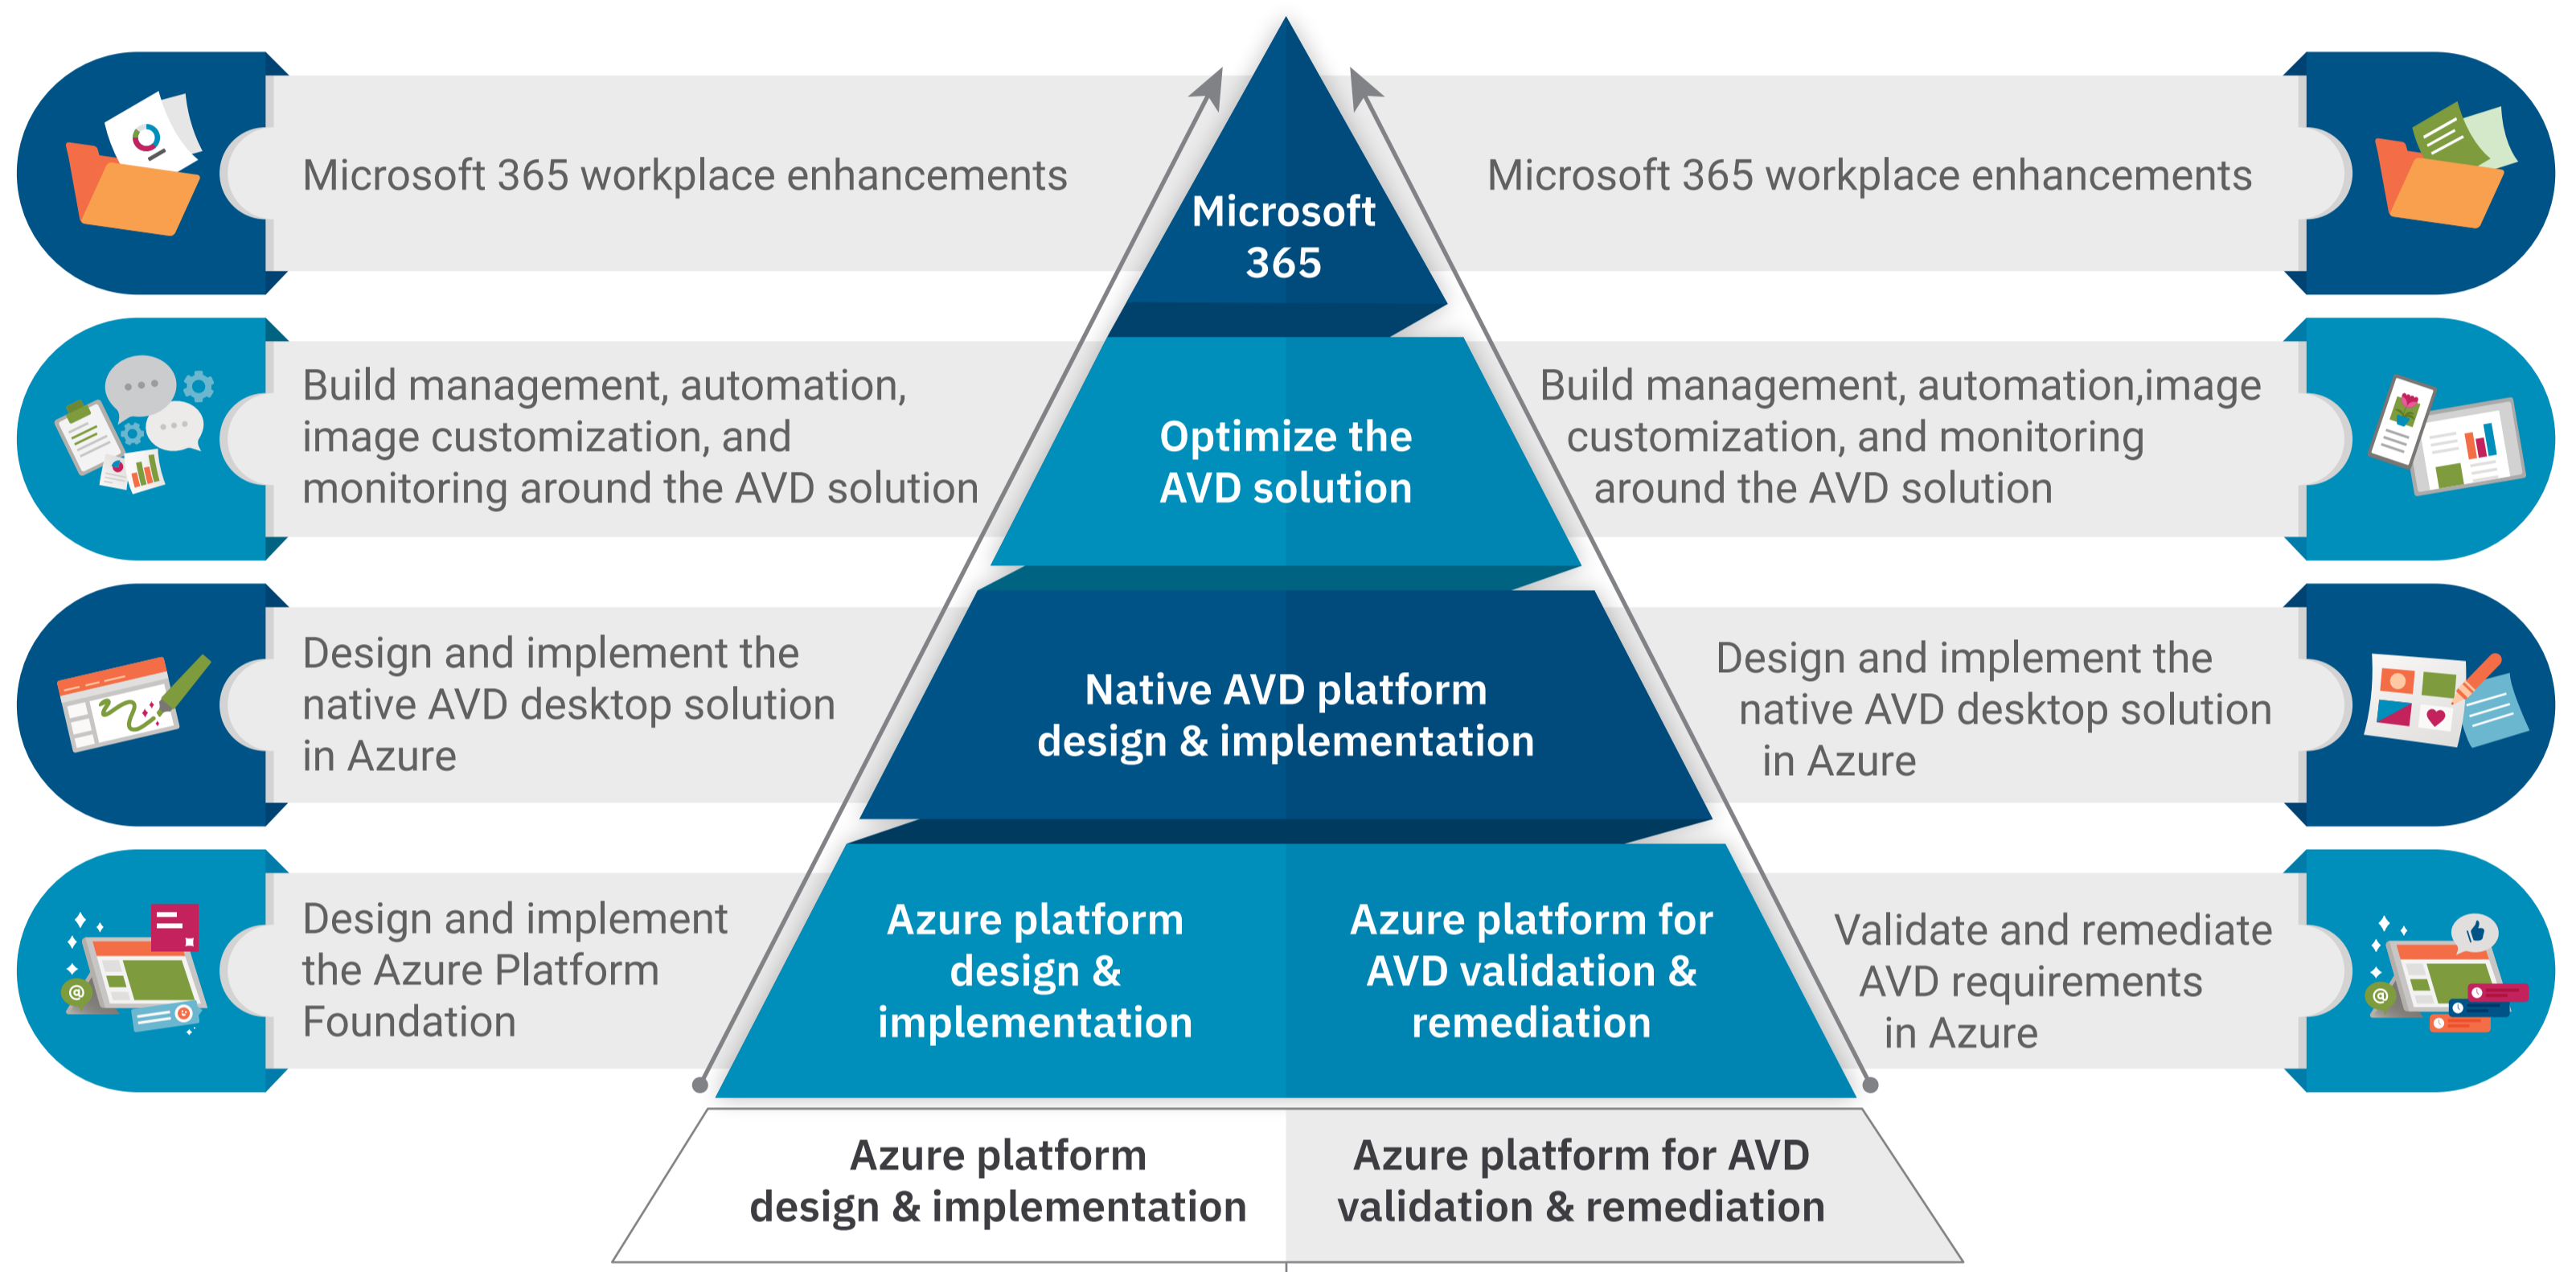 Microsoft 365 workplace enhancements
Microsoft
365
Microsoft 365 workplace enhancements
Build management, automation,
image customization, and
monitoring around the AVD solution
Optimize the
AVD solution
Build management, automation,image
customization, and monitoring
around the AVD solution
Design and implement the
native AVD desktop solution
in Azure
Native AVD platform
design & implementation
Design and implement the
native AVD desktop solution
in Azure
Design and implement
the Azure Platform
Foundation
Azure platform
design &
implementation
Azure platform for
AVD validation &
remediation
Validate and remediate
AVD requirements
in Azure
@
@
Azure platform
design & implementation
Azure platform for AVD
validation & remediation